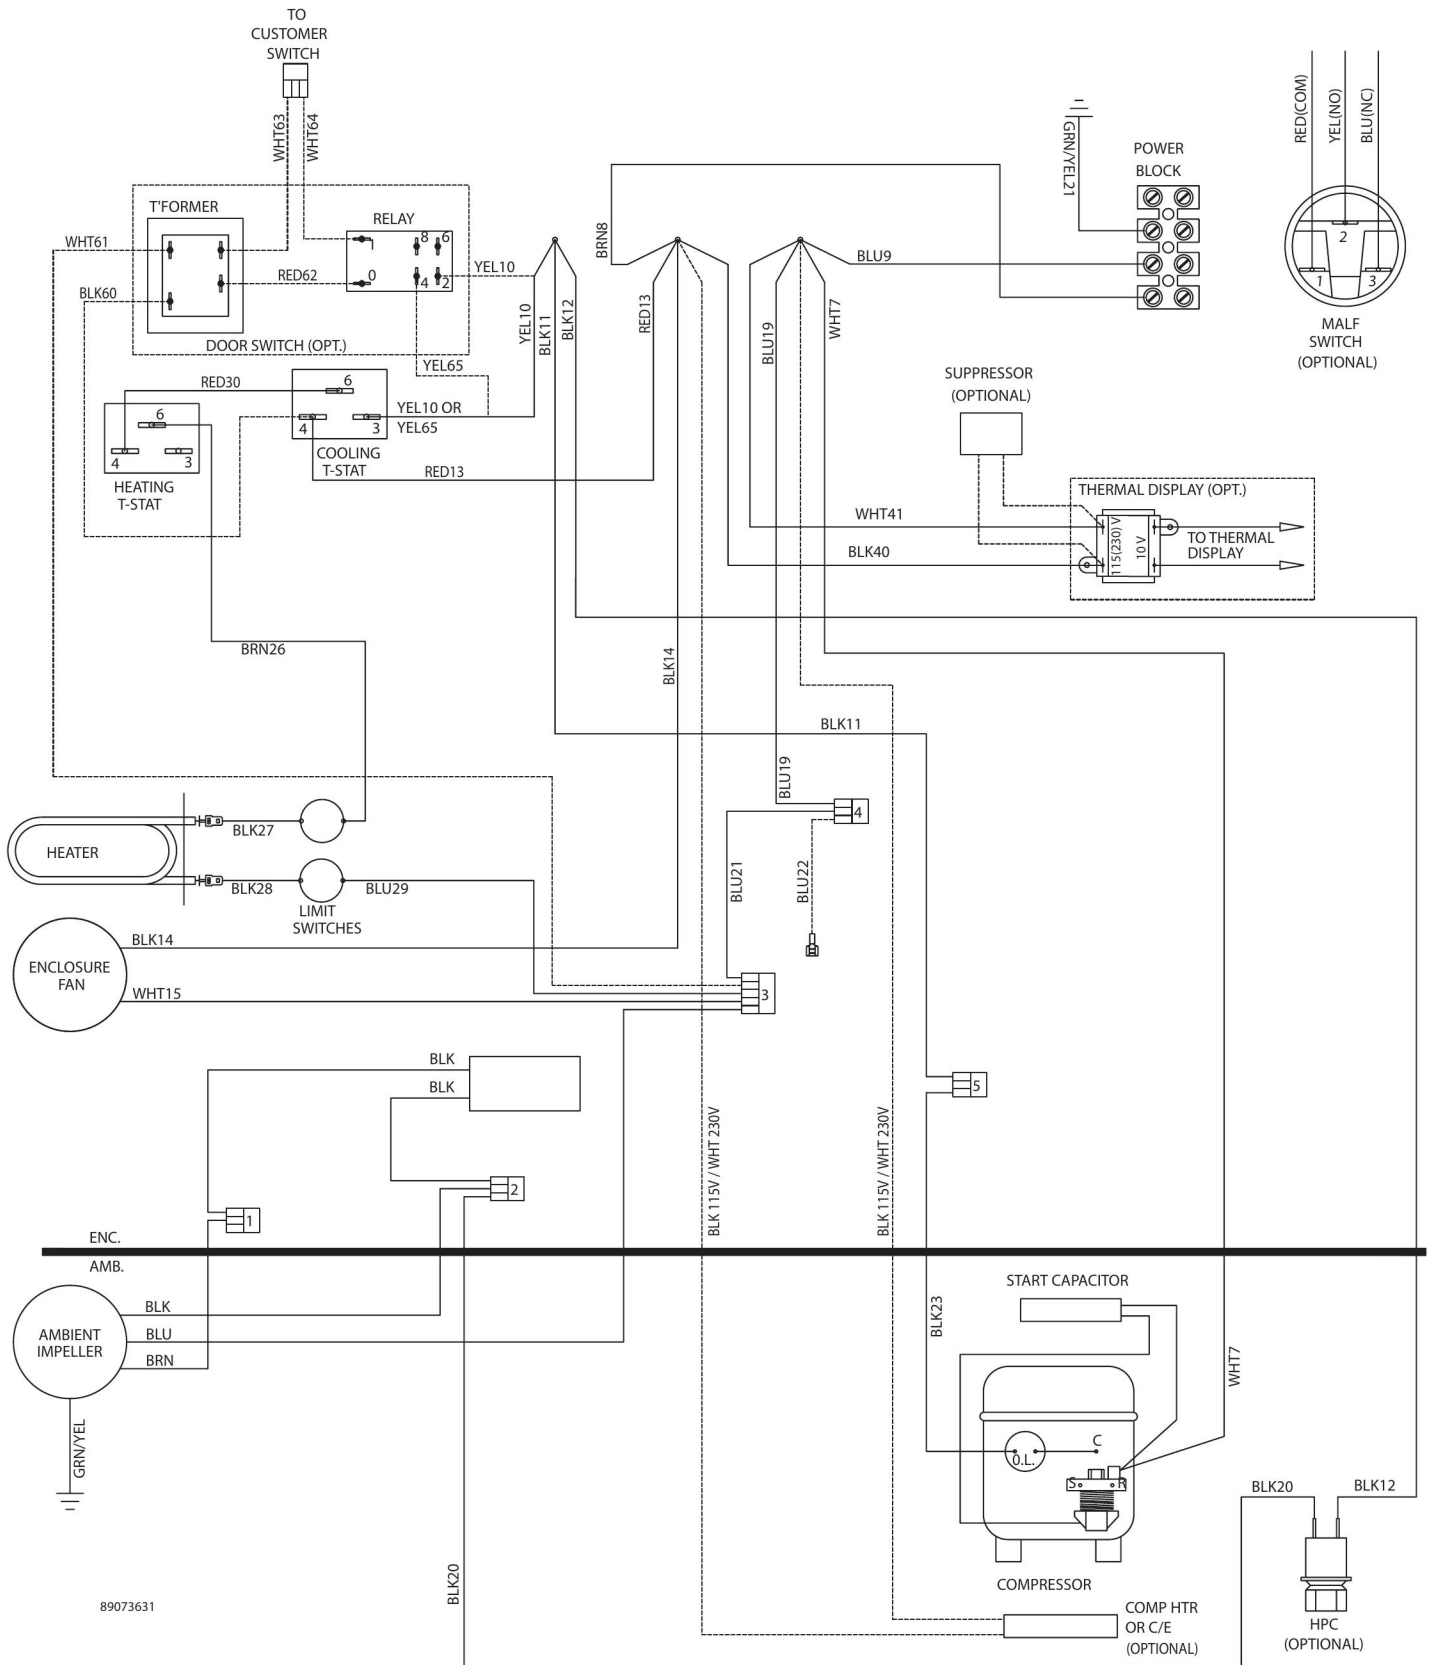 TO
CUSTOMER
SWITCH
WHT63
WHT64
T'FORMER
RELAY
8
6
0
4
2
WHT61
BLK60
RED62
DOOR SWITCH (OPT.)
YEL10
YEL65
YEL10
BLK11
BLK12
BRN8
RED13
BLU19
WHT7
BLU9
GRN/YEL21
POWER
BLOCK
RED(COM)
YEL(NO)
BLU(NC)
2
1
3
MALF
SWITCH
(OPTIONAL)
RED30
6
4
3
HEATING
T-STAT
6
4
3
COOLING
T-STAT
YEL10 OR
YEL65
RED13
SUPPRESSOR
(OPTIONAL)
THERMAL DISPLAY (OPT.)
WHT41
BLK40
115(230) V
10 V
TO THERMAL
DISPLAY
BRN26
BLK14
BLK11
BLU19
4
BLK27
HEATER
BLK28
BLU29
LIMIT
SWITCHES
BLU21
BLU22
BLK14
ENCLOSURE
FAN
WHT15
3
BLK
BLK
5
2
1
BLK 115V / WHT 230V
BLK 115V / WHT 230V
ENC.
AMB.
BLK
BLU
BRN
AMBIENT
IMPELLER
GRN/YEL
START CAPACITOR
BLK23
WHT7
O.L.
C
S
R
COMPRESSOR
BLK20
BLK12
BLK20
HPC
(OPTIONAL)
COMP HTR
OR C/E
(OPTIONAL)
89073631